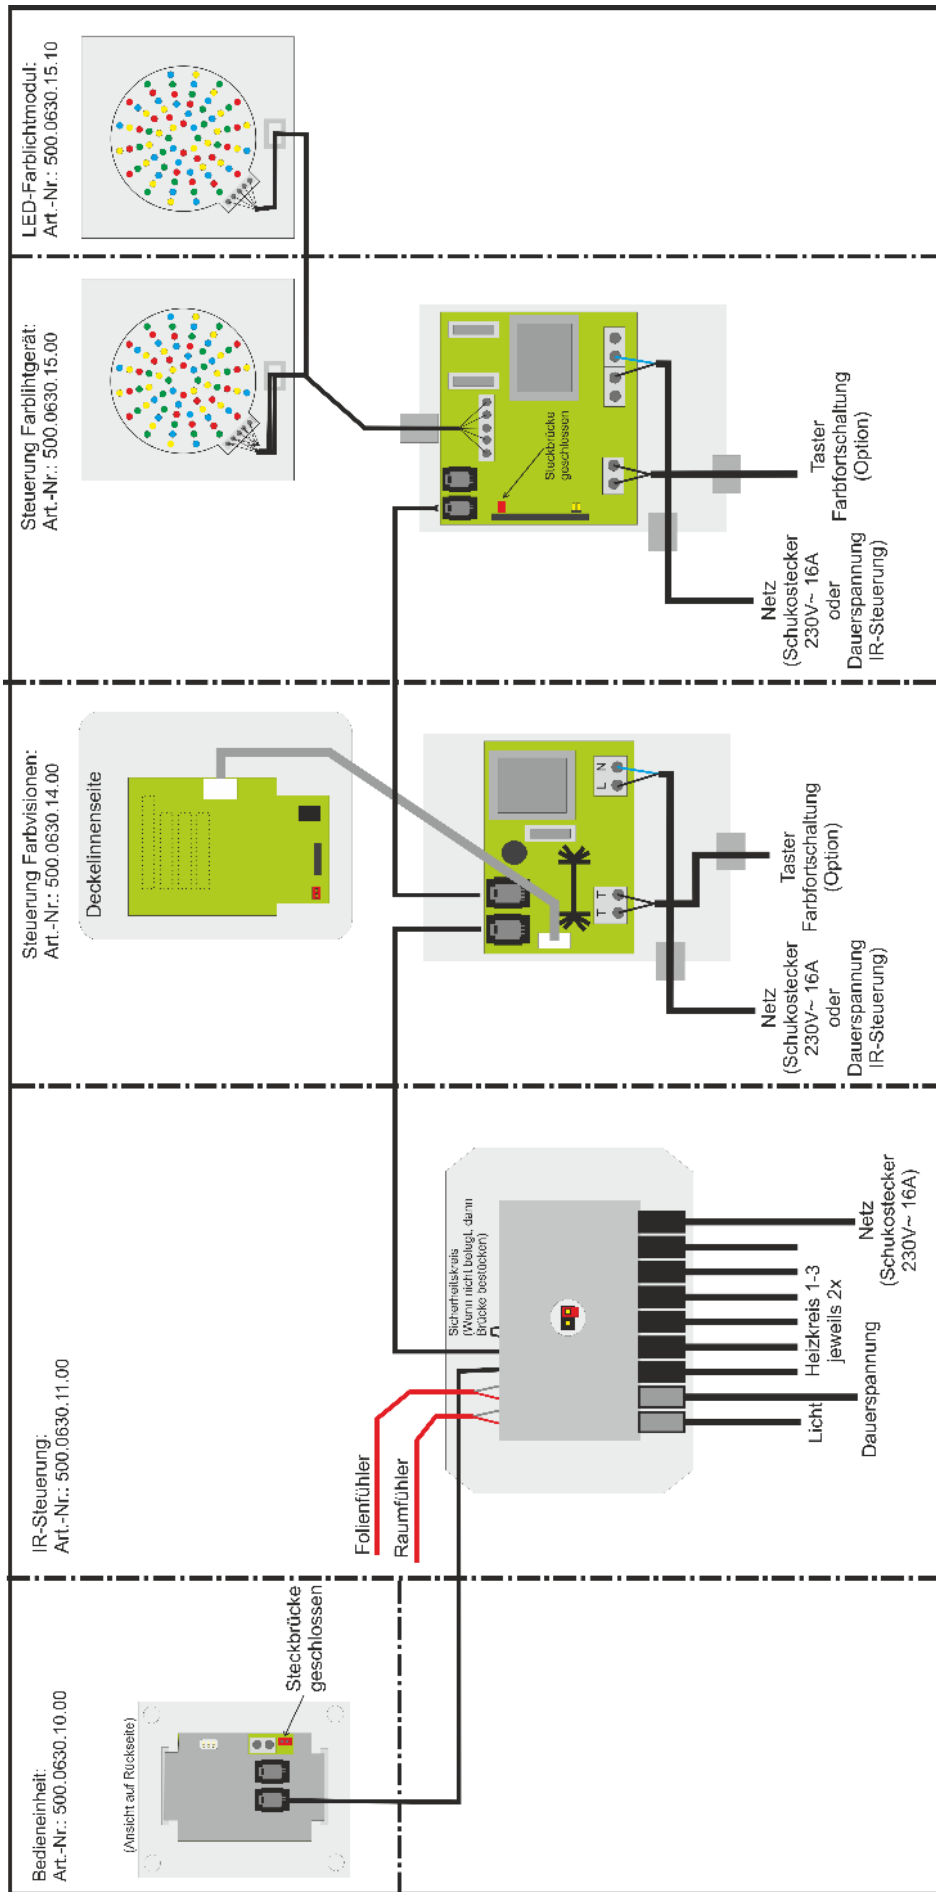 Bedieneinheit:
Art.-Nr.: 500.0630.10.00
(Ansicht auf Rückseite)
Steckbrücke
geschlossen
IR-Steuerung:
Art.-Nr.: 500.0630.11.00
Folienfühler
Raumfühler
Sicherheitskreis
(Wenn nicht belegt, dann
Brücke bestücken)
Licht
Dauerspannung
Heizkreis 1-3
jeweils 2x
Netz
(Schukostecker
230V~ 16A)
Steuerung Farbvisionen:
Art.-Nr.: 500.0630.14.00
Deckelinnenseite
T T
L N
Netz
(Schukostecker
230V~ 16A
oder
Dauerspannung
IR-Steuerung)
Taster
Farbfortschaltung
(Option)
Steuerung Farblihtgerät:
Art.-Nr.: 500.0630.15.00
Steckbrücke
geschlossen
Netz
(Schukostecker
230V~ 16A
oder
Dauerspannung
IR-Steuerung)
Taster
Farbfortschaltung
(Option)
LED-Farblichtmodul:
Art.-Nr.: 500.0630.15.10